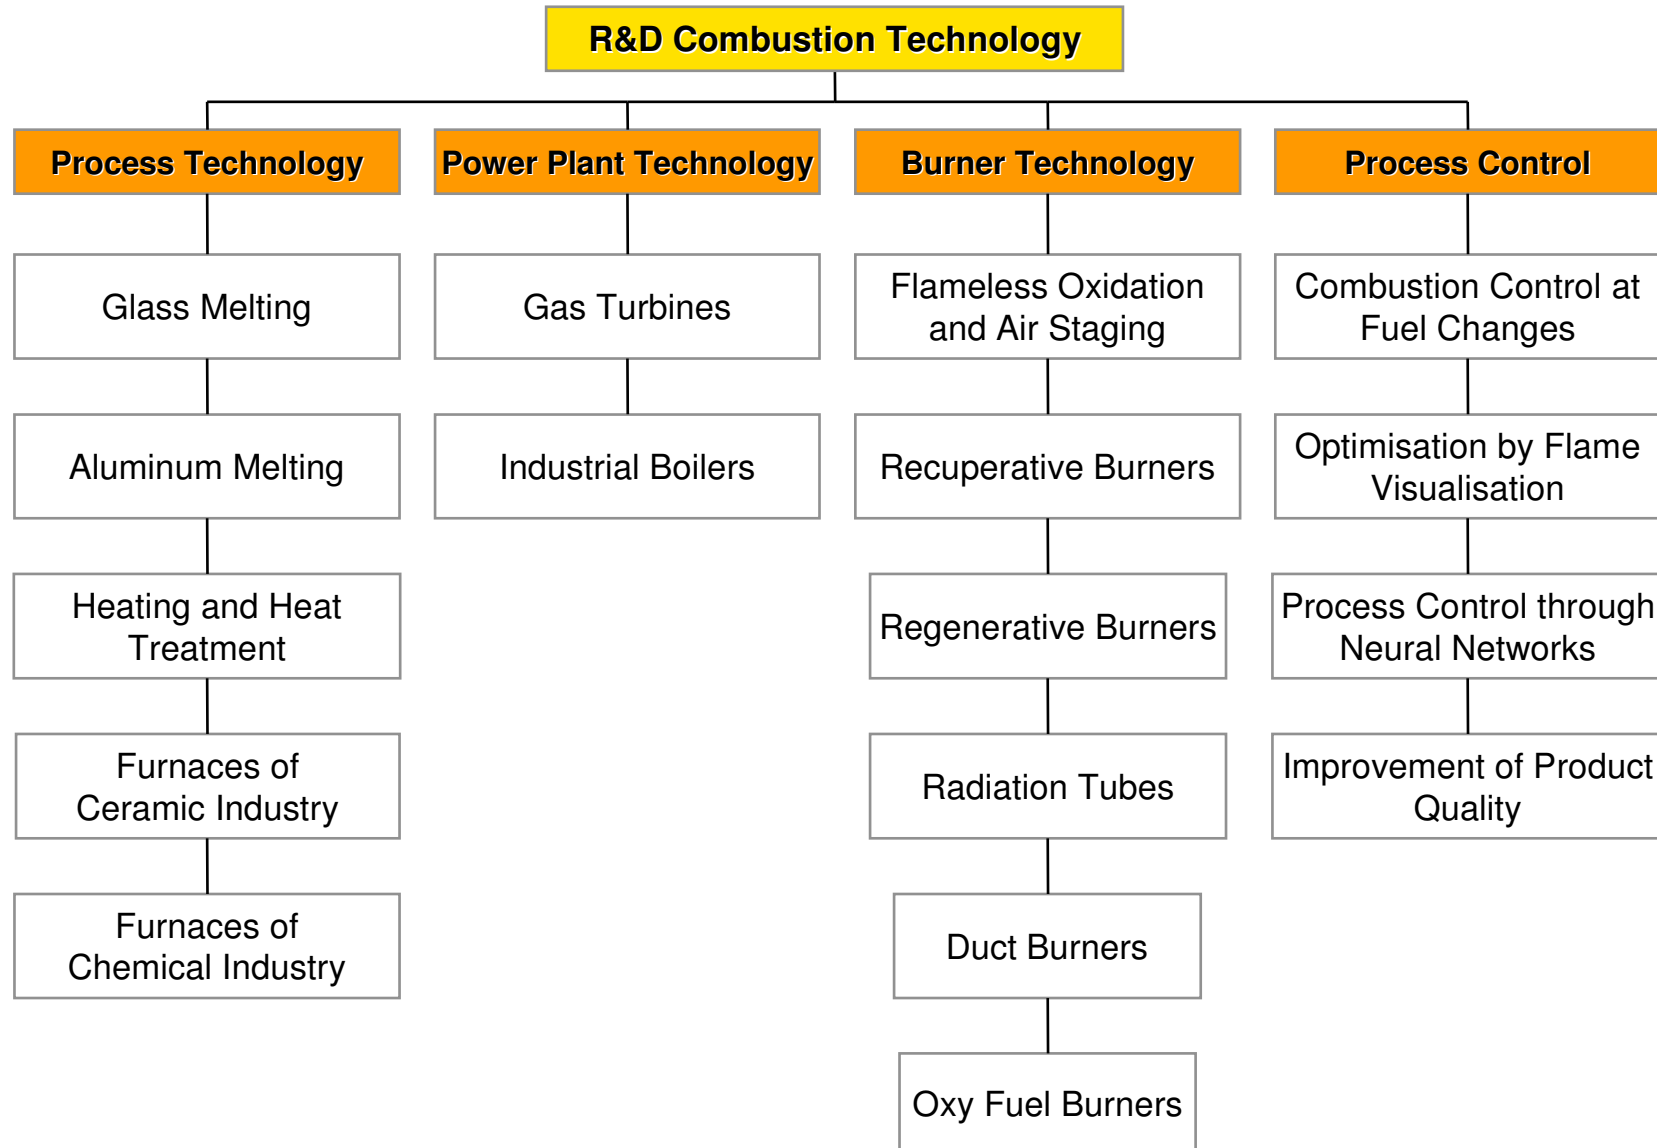 R&D Combustion Technology
Process Technology
Glass Melting
Aluminum Melting
Heating and Heat
Treatment
Furnaces of
Ceramic Industry
Furnaces of
Chemical Industry
Power Plant Technology
Gas Turbines
Industrial Boilers
Burner Technology
Flameless Oxidation
and Air Staging
Recuperative Burners
Regenerative Burners
Radiation Tubes
Duct Burners
Oxy Fuel Burners
Process Control
Combustion Control at
Fuel Changes
Optimisation by Flame
Visualisation
Process Control through
Neural Networks
Improvement of Product
Quality